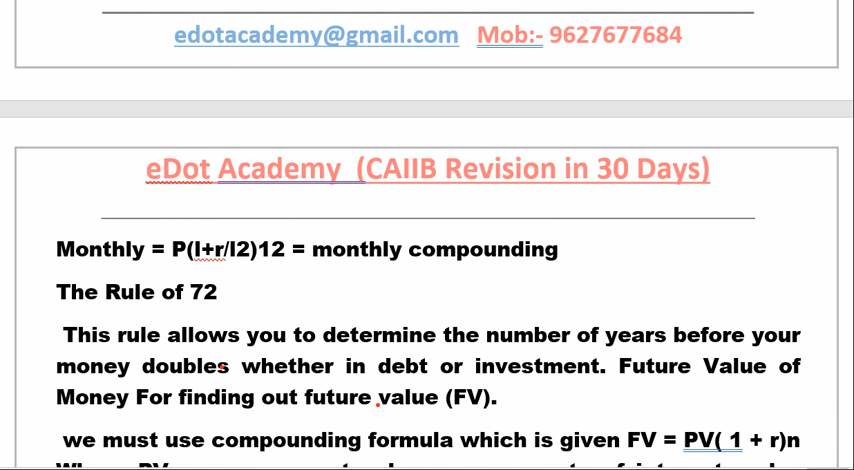 edotacademy@gmail.com Mob:- 9627677684
eDot Academy (CAIIB Revision in 30 Days)
Monthly = P(l+r/l2)12 = monthly compounding
The Rule of 72
This rule allows you to determine the number of years before your
money doubles whether in debt or investment. Future Value of
Money For finding out future value (FV).
we must use compounding formula which is given FV = PV( 1 + r)n